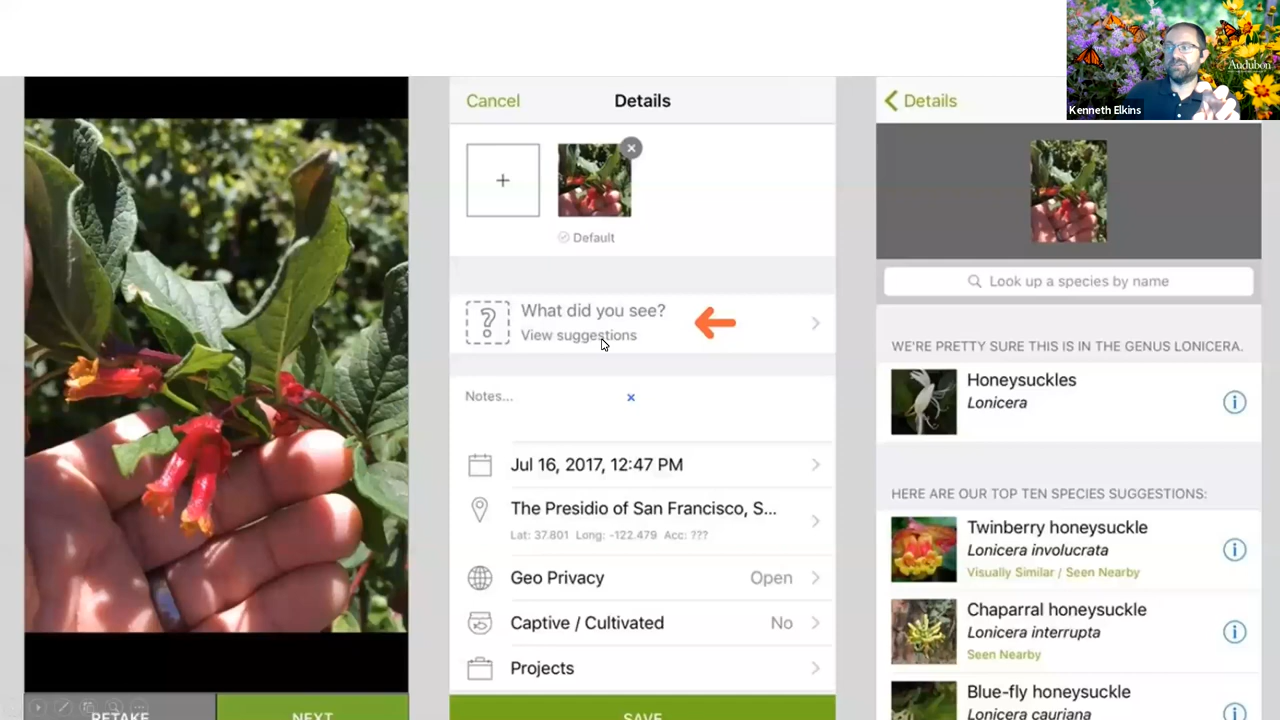 Audubon
Kenneth Elkins
RETAKE
NEXT
Cancel
Details
+
Default
?
What did you see?
View suggestions
Notes...
Jul 16, 2017, 12:47 PM
The Presidio of San Francisco, S...
Lat: 37.801 Long: -122.479 Acc: ???
Geo Privacy Open
Captive / Cultivated No
Projects
SAVE
Details
Look up a species by name
WE'RE PRETTY SURE THIS IS IN THE GENUS LONICERA.
Honeysuckles
Lonicera
HERE ARE OUR TOP TEN SPECIES SUGGESTIONS:
Twinberry honeysuckle
Lonicera involucrata
Visually Similar / Seen Nearby
Chaparral honeysuckle
Lonicera interrupta
Seen Nearby
Blue-fly honeysuckle
Lonicera cauriana